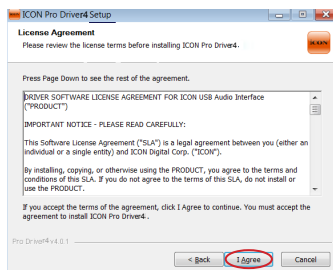 ICON Pro Driver4 Setup
License Agreement
Please review the license terms before installing ICON Pro Driver4.
ICON
Press Page Down to see the rest of the agreement.
DRIVER SOFTWARE LICENSE AGREEMENT FOR ICON USB Audio Interface
("PRODUCT")
IMPORTANT NOTICE - PLEASE READ CAREFULLY:
This Software License Agreement ("SLA") is a legal agreement between you (either an
individual or a single entity) and ICON Digital Corp. ("ICON").
By installing, copying, or otherwise using the PRODUCT, you agree to the terms and
conditions of this SLA. If you do not agree to the terms of this SLA, do not install or
use the PRODUCT.
If you accept the terms of the agreement, click I Agree to continue. You must accept the
agreement to install ICON Pro Driver4.
Pro Driver4 v4.0.1
< Back
I Agree
Cancel